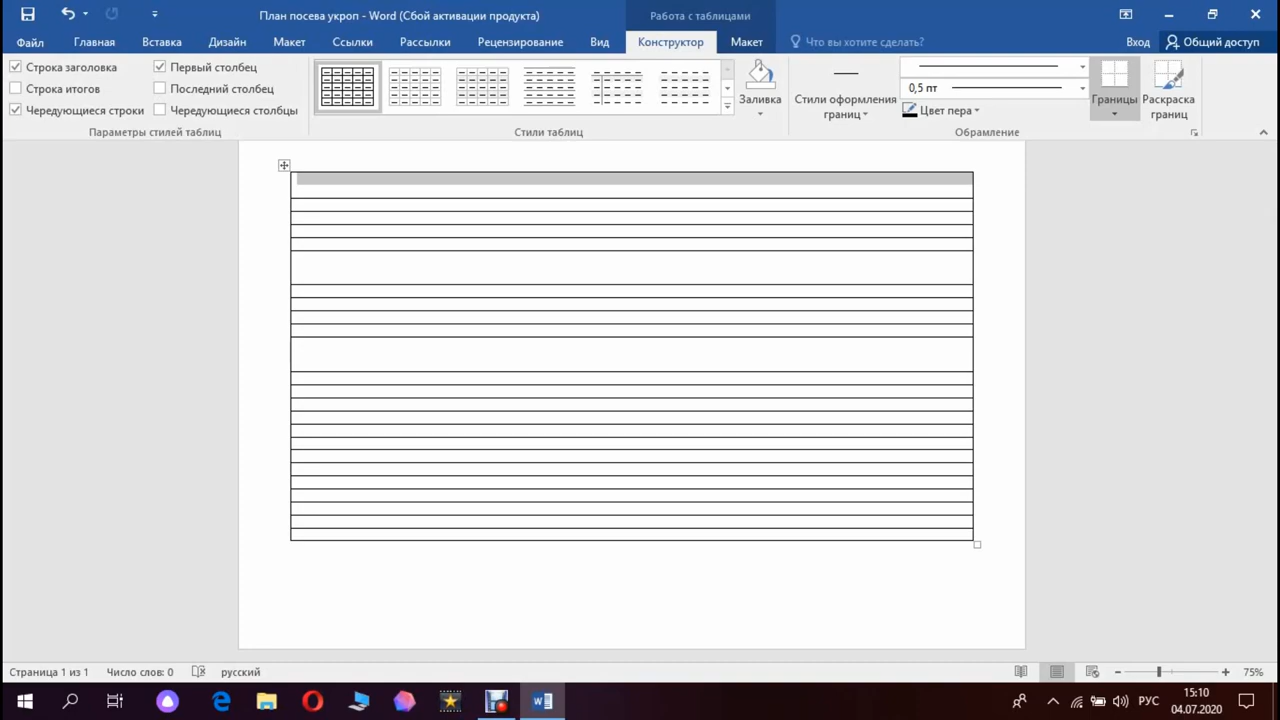 План посева укроп - Word (Сбой активации продукта)
Работа с таблицами
Файл
Главная
Вставка
Дизайн
Макет
Ссылки
Рассылки
Рецензирование
Вид
Конструктор
Макет
Что вы хотите сделать?
Вход
Общий доступ
Строка заголовка
Первый столбец
Строка итогов
Последний столбец
Чередующиеся строки
Чередующиеся столбцы
Параметры стилей таблиц
Стили таблиц
Заливка
Стили оформления
границ
0,5 пт
Цвет пера
Границы
Раскраска
границ
Обрамление
Страница 1 из 1
Число слов: 0
русский
75%
РУС
15:10
04.07.2020